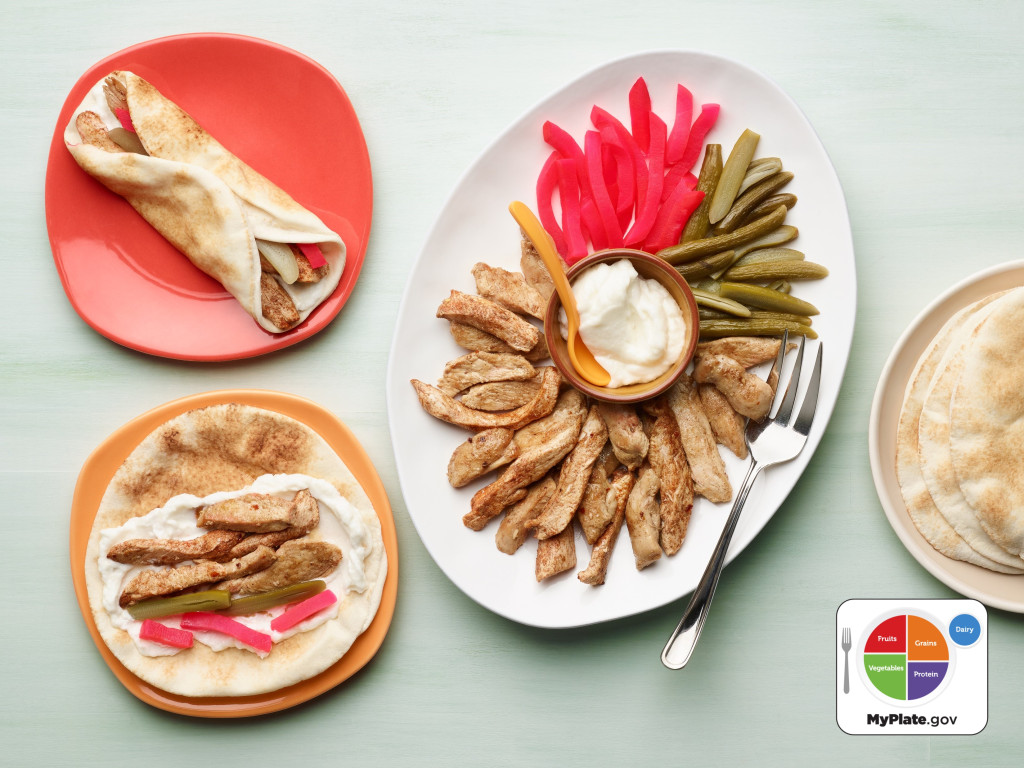 Fruits
Grains
Dairy
Vegetables
Protein
MyPlate.gov